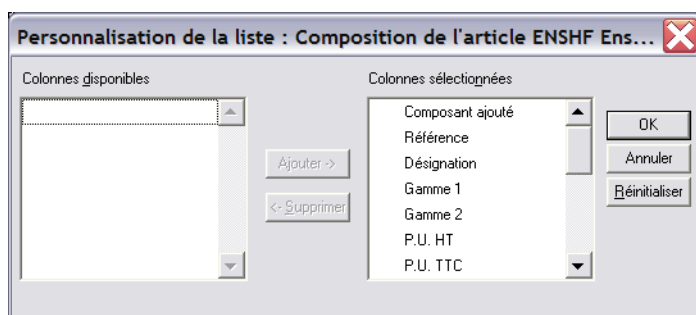 Personnalisation de la liste : Composition de l'article ENSHF Ens...
Colonnes disponibles
Colonnes sélectionnées
Composant ajouté
Référence
Désignation
Gamme 1
Gamme 2
P.U. HT
P.U. TTC
Ajouter ->
<- Supprimer
OK
Annuler
Réinitialiser